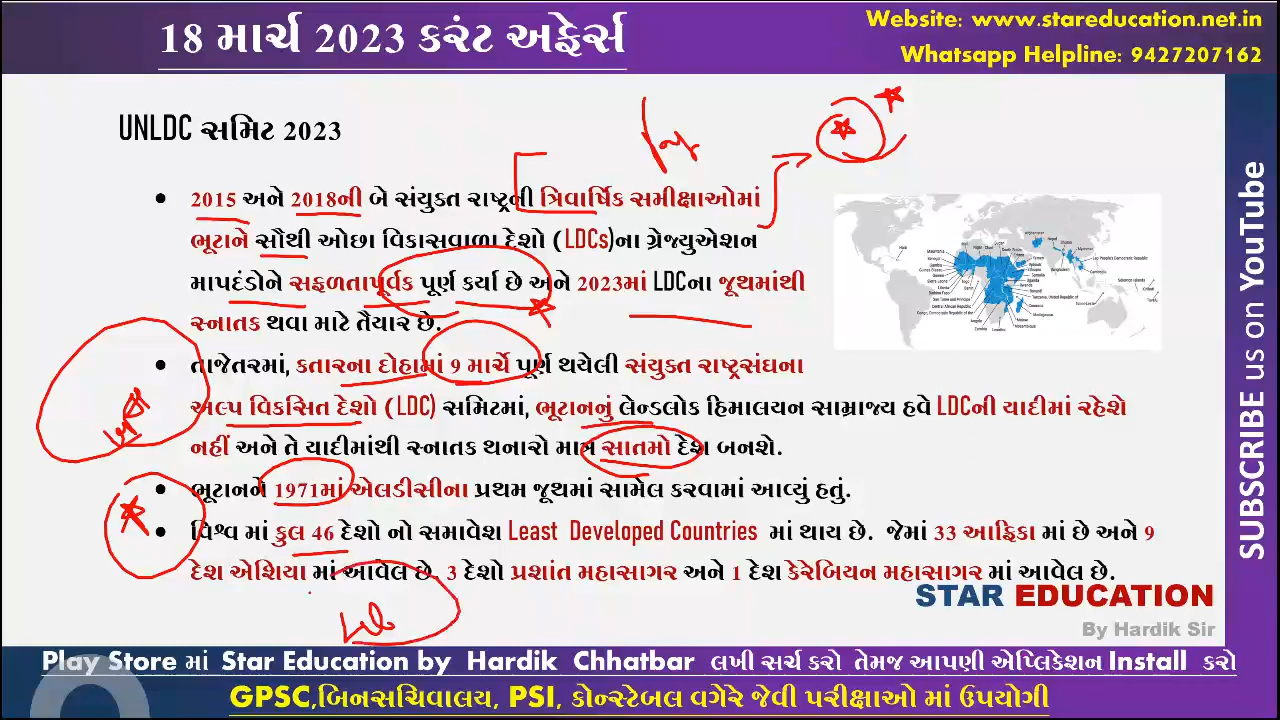 18 માર્ચ 2023 કરંટ અફેર્સ
Website: www.stareducation.net.in
Whatsapp Helpline: 9427207162
UNLDC સમિટ 2023
• 2015 અને 2018ની બે સંયુક્ત રાષ્ટ્રની ત્રિવાર્ષિક સમીક્ષાઓમાં
ભૂટાને સૌથી ઓછા વિકાસવાળા દેશો (LDCs)ના ગ્રેજ્યુએશન
માપદંડોને સફળતાપૂર્વક પૂર્ણ કર્યા છે અને 2023માં LDCના જૂથમાંથી
સ્નાતક થવા માટે તૈયાર છે.
• તાજેતરમાં, કતારના દોહામાં 9 માર્ચે પૂર્ણ થયેલી સંયુક્ત રાષ્ટ્રસંઘના
અલ્પ વિકસિત દેશો (LDC) સમિટમાં, ભૂટાનનું લેન્ડલોક હિમાલયન સામ્રાજ્ય હવે LDCની યાદીમાં રહેશે
નહીં અને તે યાદીમાંથી સ્નાતક થનારો માત્ર સાતમો દેશ બનશે.
• ભૂટાનને 1971માં એલડીસીના પ્રથમ જૂથમાં સામેલ કરવામાં આવ્યું હતું.
• વિશ્વ માં કુલ 46 દેશો નો સમાવેશ Least Developed Countries માં થાય છે. જેમાં 33 આફ્રિકા માં છે અને 9
દેશ એશિયા માં આવેલ છે. 3 દેશો પ્રશાંત મહાસાગર અને 1 દેશ કેરેબિયન મહાસાગર માં આવેલ છે.
STAR EDUCATION
By Hardik Sir
SUBSCRIBE us on YouTube
Play Store માં Star Education by Hardik Chhatbar લખી સર્ચ કરો તેમજ આપણી એપ્લિકેશન Install કરો
GPSC,બિનસચિવાલય, PSI, કોન્સ્ટેબલ વગેરે જેવી પરીક્ષાઓ માં ઉપયોગી